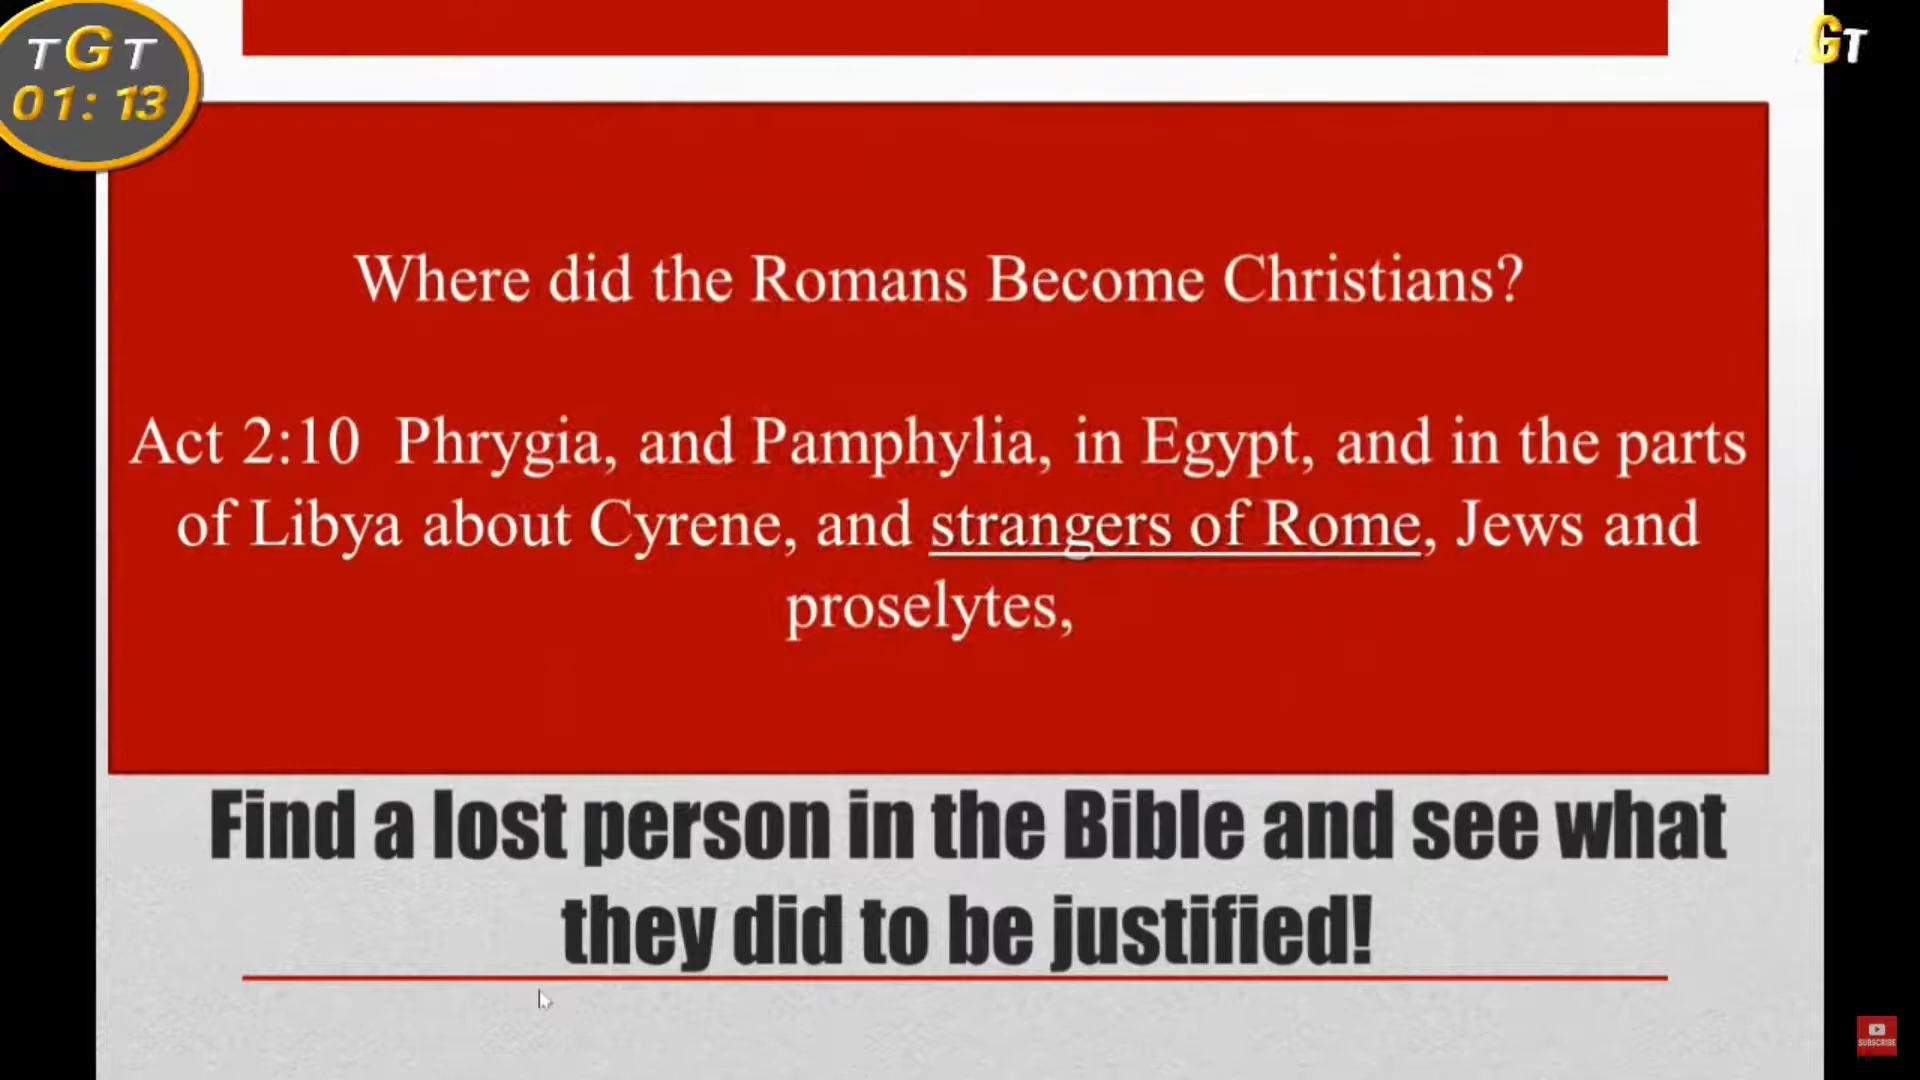 TGT
01:13
GT
Where did the Romans Become Christians?
Act 2:10 Phrygia, and Pamphylia, in Egypt, and in the parts
of Libya about Cyrene, and strangers of Rome, Jews and
proselytes,
Find a lost person in the Bible and see what
they did to be justified!
SUBSCRIBE